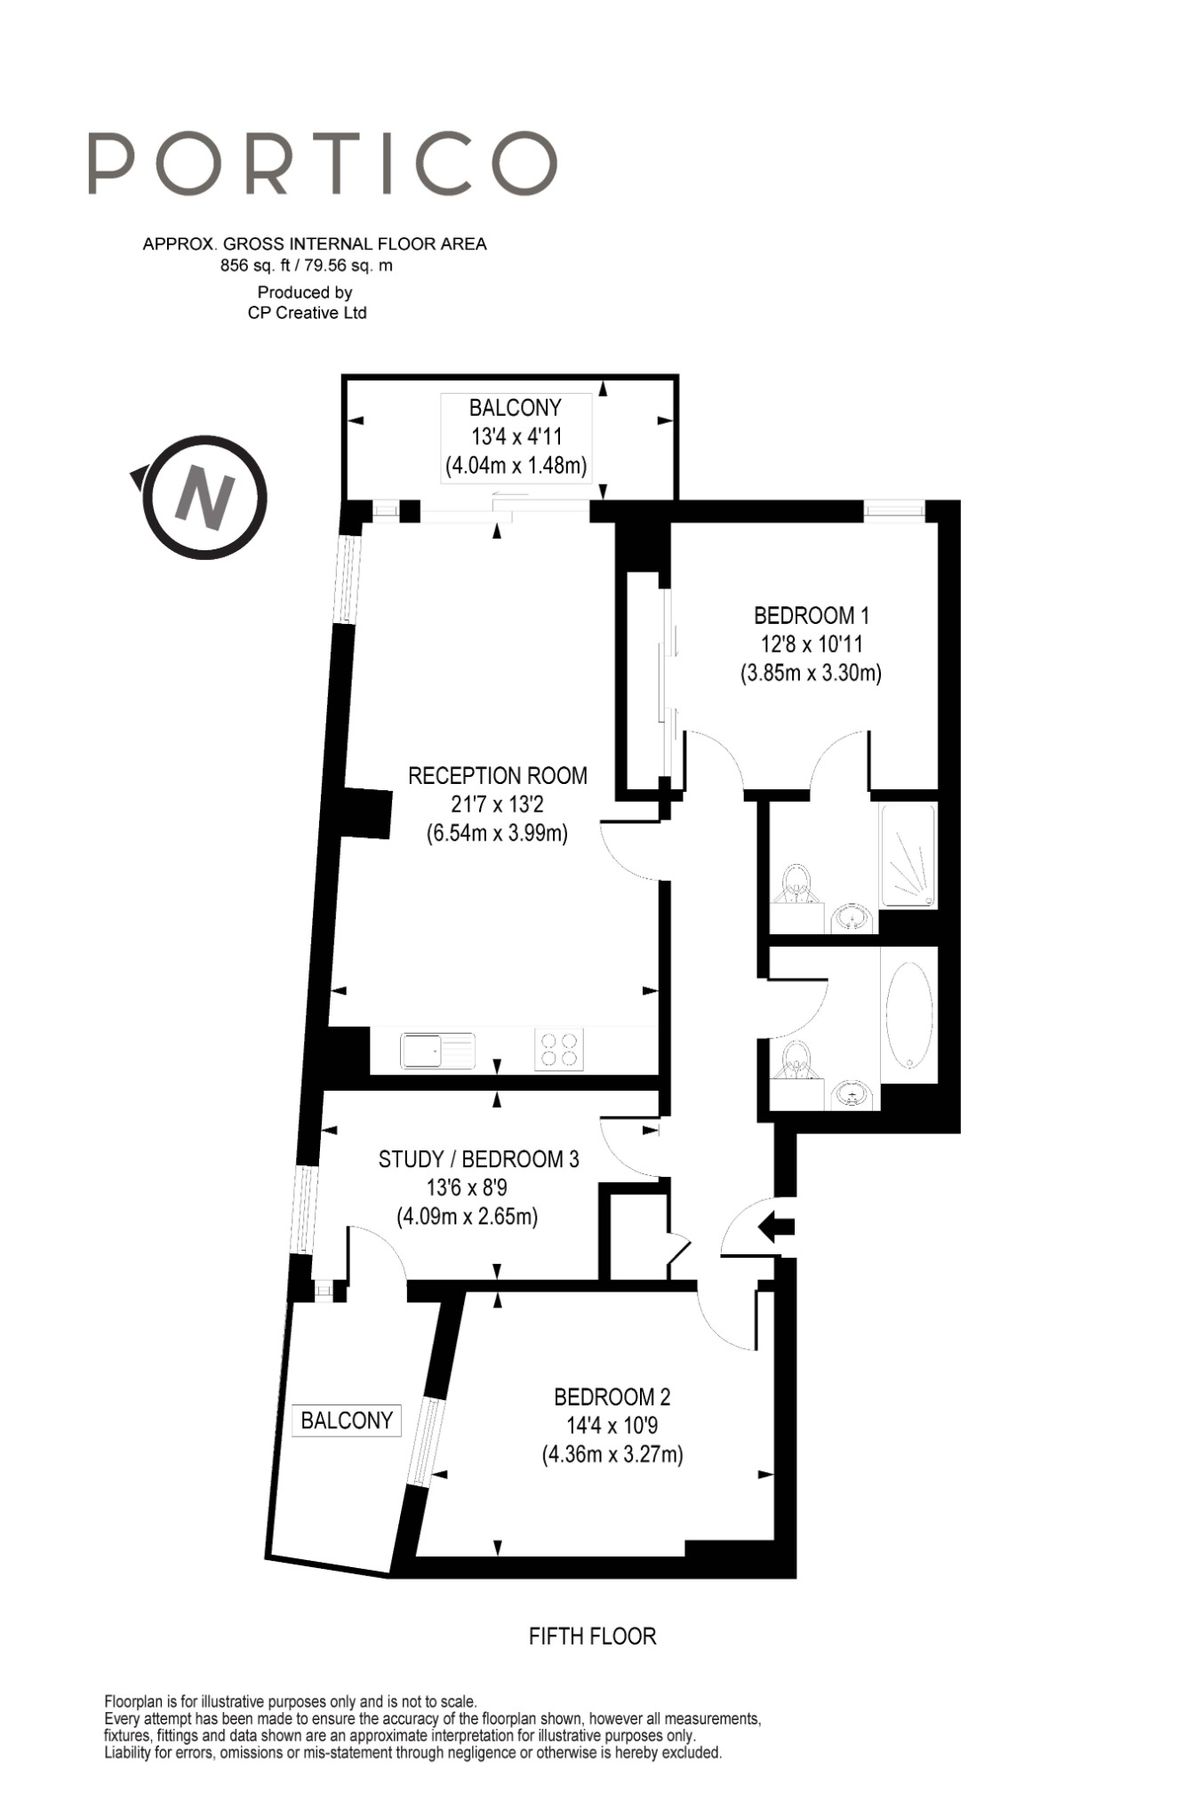 PORTICO
APPROX. GROSS INTERNAL FLOOR AREA
856 sq. ft / 79.56 sq. m
Produced by
CP Creative Ltd
N
BALCONY
13'4 x 4'11
(4.04m x 1.48m)
BEDROOM 1
12'8 x 10'11
(3.85m x 3.30m)
RECEPTION ROOM
21'7 x 13'2
(6.54m x 3.99m)
STUDY / BEDROOM 3
13'6 x 8'9
(4.09m x 2.65m)
BEDROOM 2
14'4 x 10'9
(4.36m x 3.27m)
BALCONY
FIFTH FLOOR
Floorplan is for illustrative purposes only and is not to scale.
Every attempt has been made to ensure the accuracy of the floorplan shown, however all measurements,
fixtures, fittings and data shown are an approximate interpretation for illustrative purposes only.
Liability for errors, omissions or mis-statement through negligence or otherwise is hereby excluded.